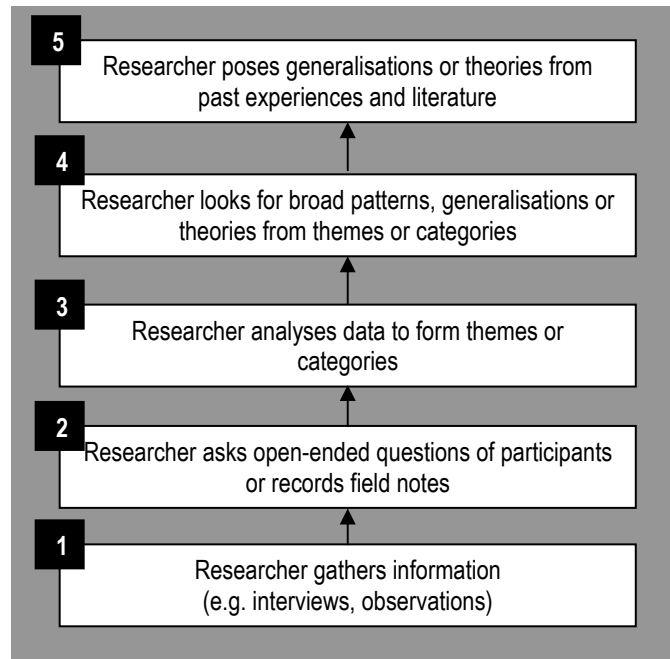 5
Researcher poses generalisations or theories from
past experiences and literature
4
Researcher looks for broad patterns, generalisations or
theories from themes or categories
3
Researcher analyses data to form themes or
categories
2
Researcher asks open-ended questions of participants
or records field notes
1
Researcher gathers information
(e.g. interviews, observations)